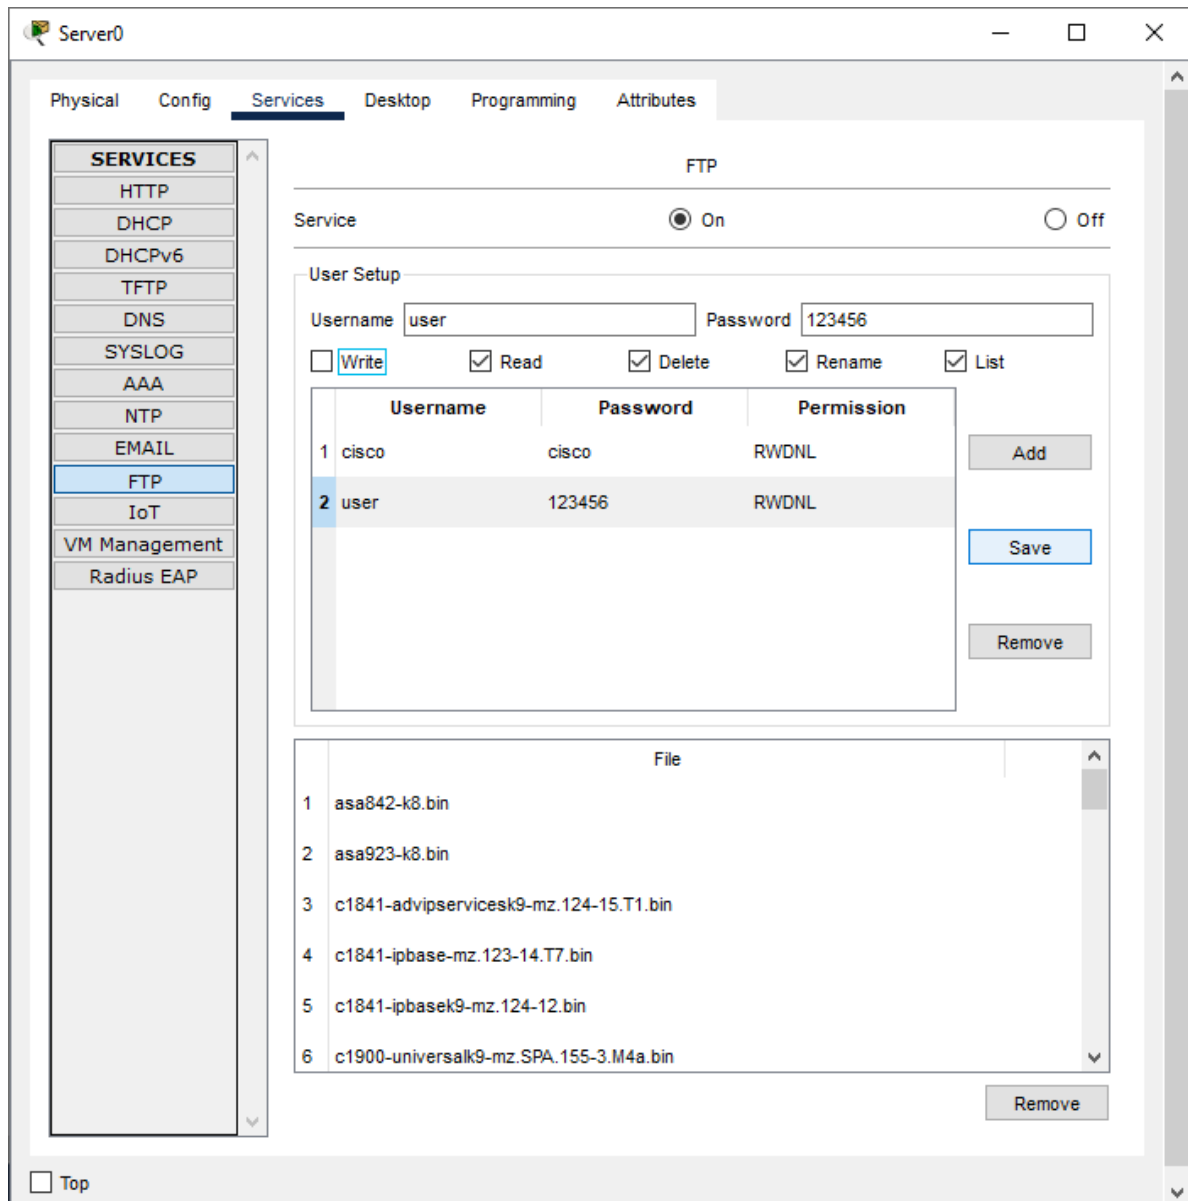 Server0
Physical Config Services Desktop Programming Attributes
SERVICES
HTTP
DHCP
DHCPv6
TFTP
DNS
SYSLOG
AAA
NTP
EMAIL
FTP
IoT
VM Management
Radius EAP
FTP
Service On Off
User Setup
Username user Password 123456
Write Read Delete Rename List
Username Password Permission
1 cisco cisco RWDNL
2 user 123456 RWDNL
Add
Save
Remove
File
1 asa842-k8.bin
2 asa923-k8.bin
3 c1841-advipservicesk9-mz.124-15.T1.bin
4 c1841-ipbase-mz.123-14.T7.bin
5 c1841-ipbasek9-mz.124-12.bin
6 c1900-universalk9-mz.SPA.155-3.M4a.bin
Remove
Top